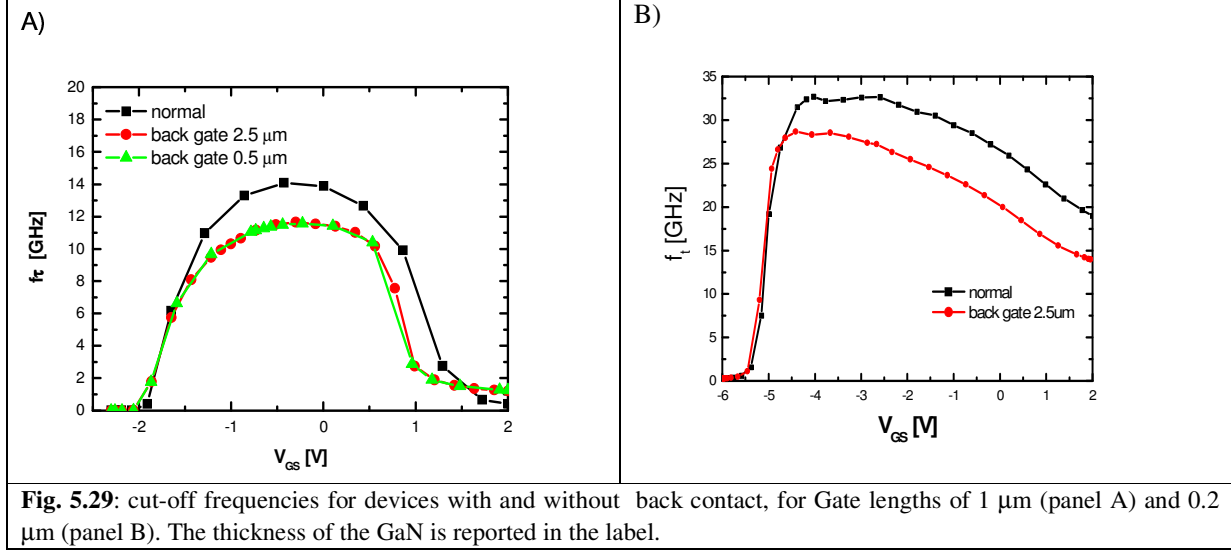 A)
20
18
16
14
12
10
8
6
4
2
0
fτ [GHz]
normal
back gate 2.5 μm
back gate 0.5 μm
-2 -1 0 1 2
V_GS [V]
B)
35
30
25
20
15
10
5
0
f_t [GHz]
normal
back gate 2.5um
-6 -5 -4 -3 -2 -1 0 1 2
V_GS [V]
Fig. 5.29: cut-off frequencies for devices with and without back contact, for Gate lengths of 1 μm (panel A) and 0.2
μm (panel B). The thickness of the GaN is reported in the label.